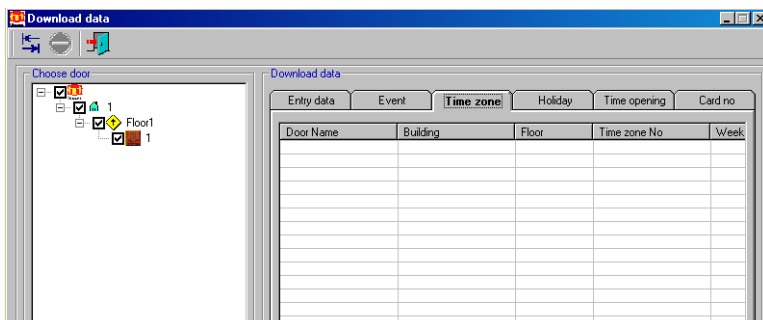 Download data
Choose door
1
Floor1
1
Download data
Entry data Event Time zone Holiday Time opening Card no
Door Name Building Floor Time zone No Week